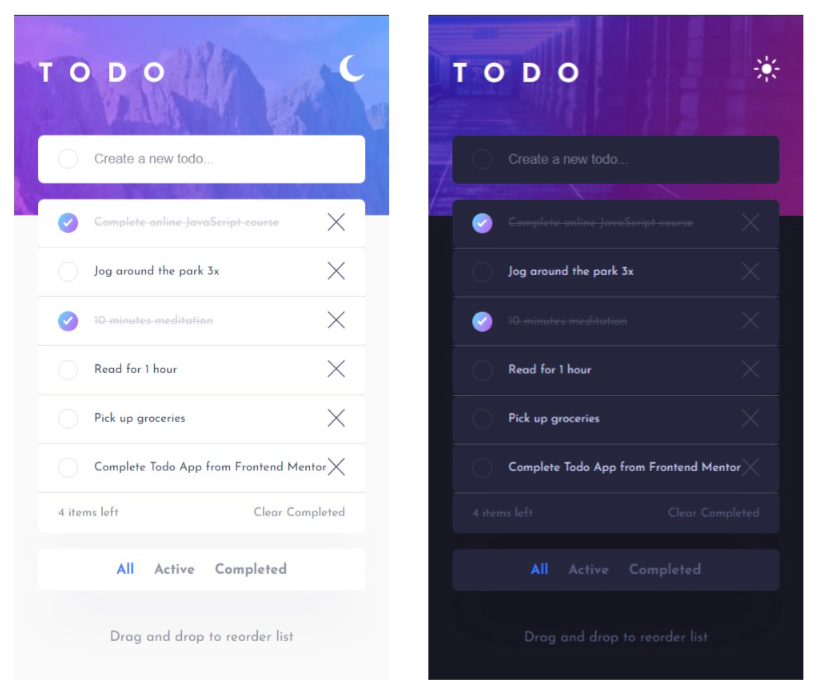 TODO
Create a new todo...
Complete online JavaScript course
Jog around the park 3x
10 minutes meditation
Read for 1 hour
Pick up groceries
Complete Todo App from Frontend Mentor
4 items left Clear Completed
All Active Completed
Drag and drop to reorder list
TODO
Create a new todo...
Complete online JavaScript course
Jog around the park 3x
10 minutes meditation
Read for 1 hour
Pick up groceries
Complete Todo App from Frontend Mentor
4 items left Clear Completed
All Active Completed
Drag and drop to reorder list